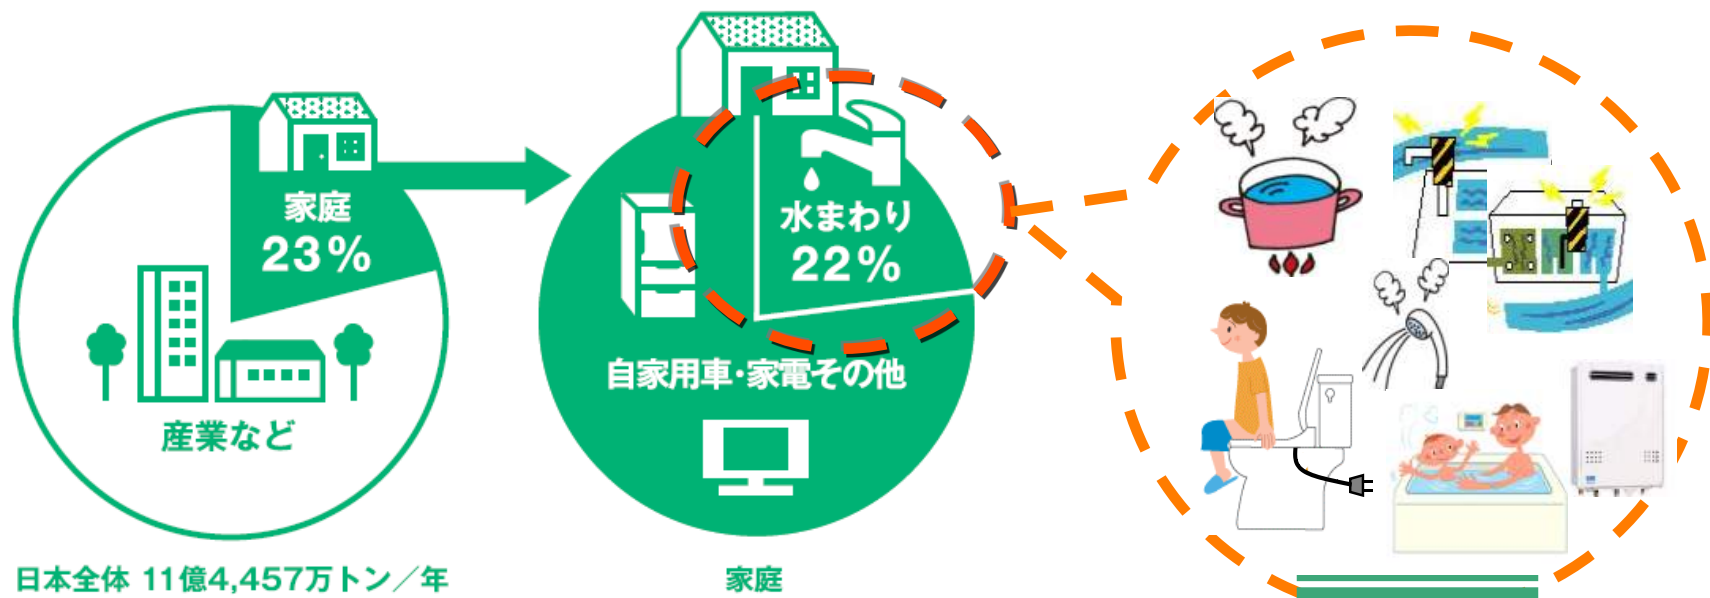 家庭
23%
産業など
日本全体 11億4,457万トン／年
水まわり
22%
自家用車・家電その他
家庭